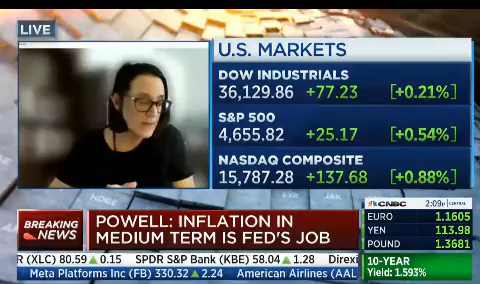 LIVE
U.S. MARKETS
DOW INDUSTRIALS
36,129.86 +77.23 [+0.21%]
S&P 500
4,655.82 +25.17 [+0.54%]
NASDAQ COMPOSITE
15,787.28 +137.68 [+0.88%]
BREAKING NEWS
POWELL: INFLATION IN
MEDIUM TERM IS FED'S JOB
CNBC 2:09P CENTRAL
EURO 1.1605
YEN 113.98
POUND 1.3681
10-YEAR
Yield: 1.593%
R (XLC) 80.59 ▲ 0.15 SPDR S&P Bank (KBE) 58.04 ▲ 1.28 Direxi
Meta Platforms Inc (FB) 330.32 ▲ 2.24 American Airlines (AAL